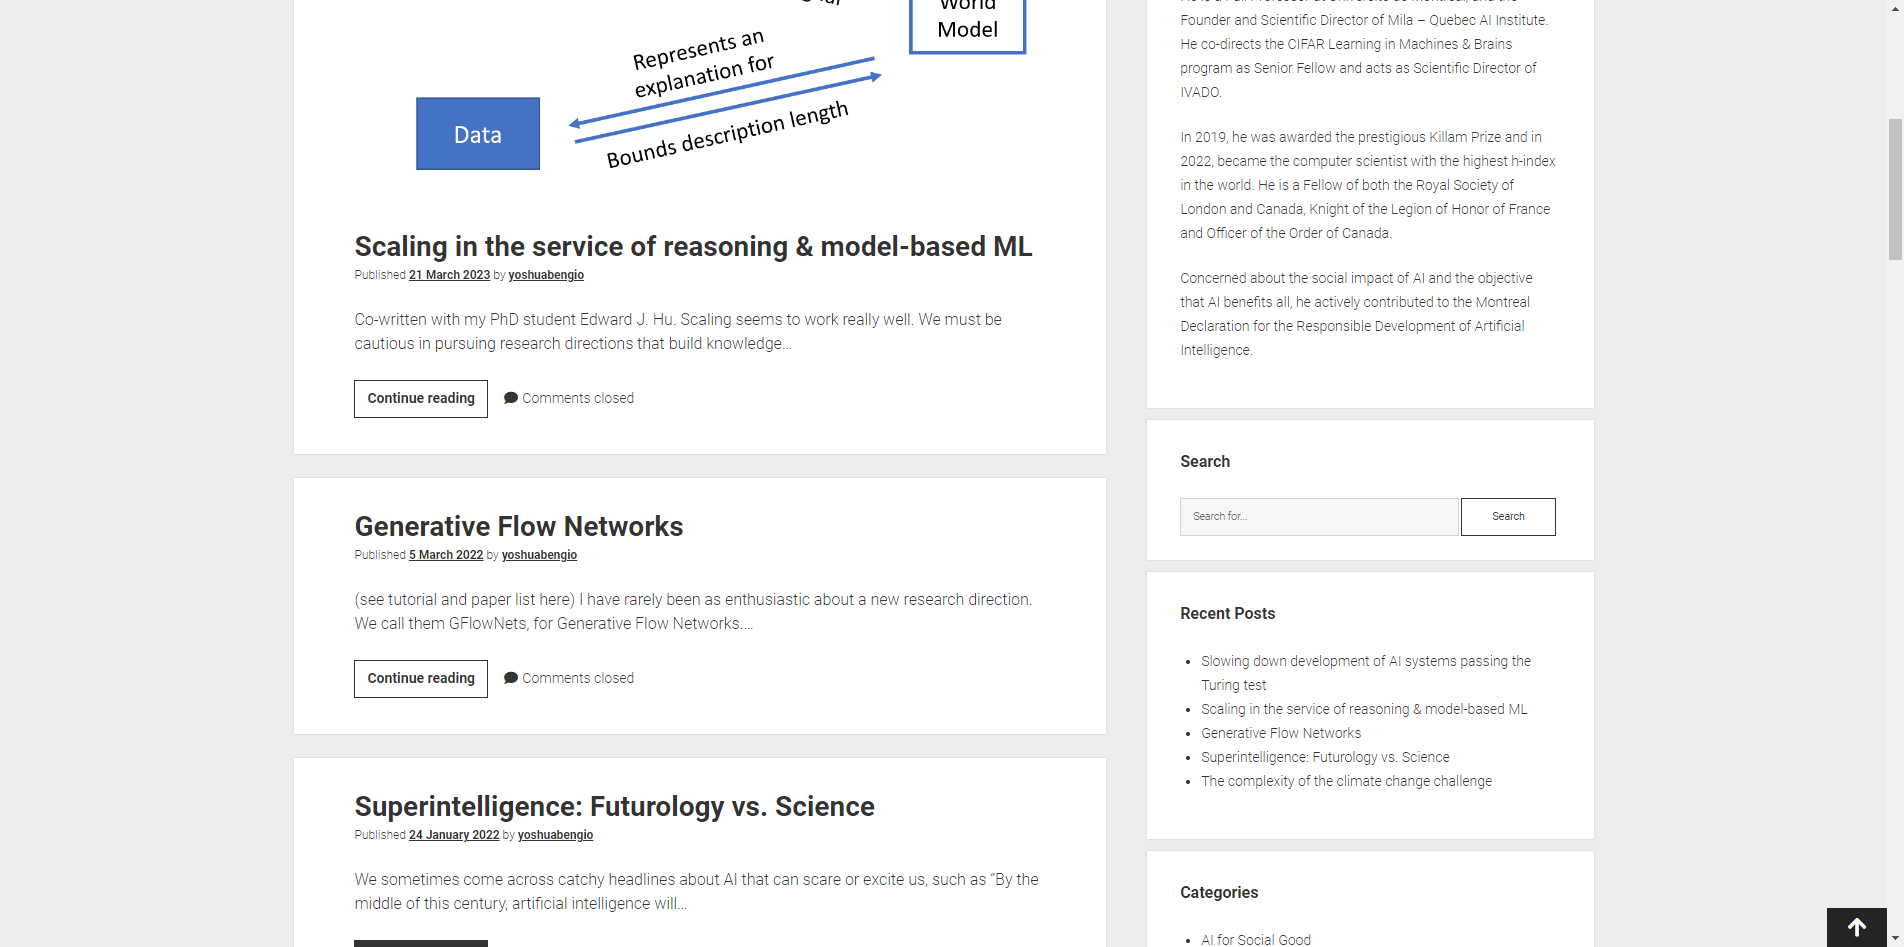 World
Model
Represents an
explanation for
Bounds description length
Data
Scaling in the service of reasoning & model-based ML
Published 21 March 2023 by yoshuabengio
Co-written with my PhD student Edward J. Hu. Scaling seems to work really well. We must be
cautious in pursuing research directions that build knowledge…
Continue reading
Comments closed
Generative Flow Networks
Published 5 March 2022 by yoshuabengio
(see tutorial and paper list here) I have rarely been as enthusiastic about a new research direction.
We call them GFlowNets, for Generative Flow Networks.…
Continue reading
Comments closed
Superintelligence: Futurology vs. Science
Published 24 January 2022 by yoshuabengio
We sometimes come across catchy headlines about AI that can scare or excite us, such as “By the
middle of this century, artificial intelligence will…
Founder and Scientific Director of Mila – Quebec AI Institute.
He co-directs the CIFAR Learning in Machines & Brains
program as Senior Fellow and acts as Scientific Director of
IVADO.
In 2019, he was awarded the prestigious Killam Prize and in
2022, became the computer scientist with the highest h-index
in the world. He is a Fellow of both the Royal Society of
London and Canada, Knight of the Legion of Honor of France
and Officer of the Order of Canada.
Concerned about the social impact of AI and the objective
that AI benefits all, he actively contributed to the Montreal
Declaration for the Responsible Development of Artificial
Intelligence.
Search
Search for...
Search
Recent Posts
Slowing down development of AI systems passing the
Turing test
Scaling in the service of reasoning & model-based ML
Generative Flow Networks
Superintelligence: Futurology vs. Science
The complexity of the climate change challenge
Categories
AI for Social Good